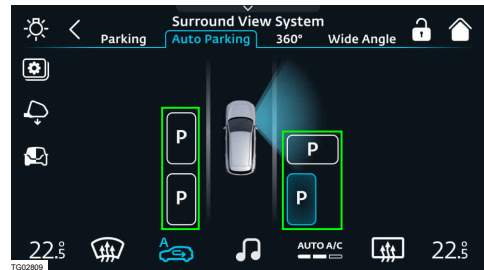 Surround View System
Parking Auto Parking 360° Wide Angle
P
P
P
P
A
22.5° AUTO A/C 22.5°
TG02809